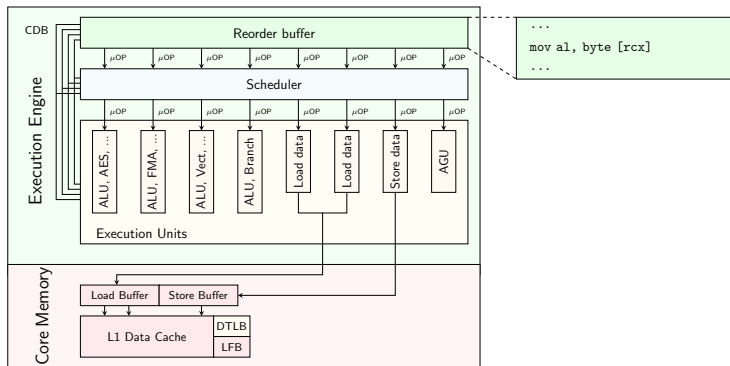 CDB
Reorder buffer
...
mov al, byte [rcx]
...
μOP μOP μOP μOP μOP μOP μOP μOP
Scheduler
μOP μOP μOP μOP μOP μOP μOP μOP
Execution Engine
ALU, AES, ...
ALU, FMA, ...
ALU, Vect, ...
ALU, Branch
Load data
Load data
Store data
AGU
Execution Units
Core Memory
Load Buffer
Store Buffer
L1 Data Cache
DTLB
LFB